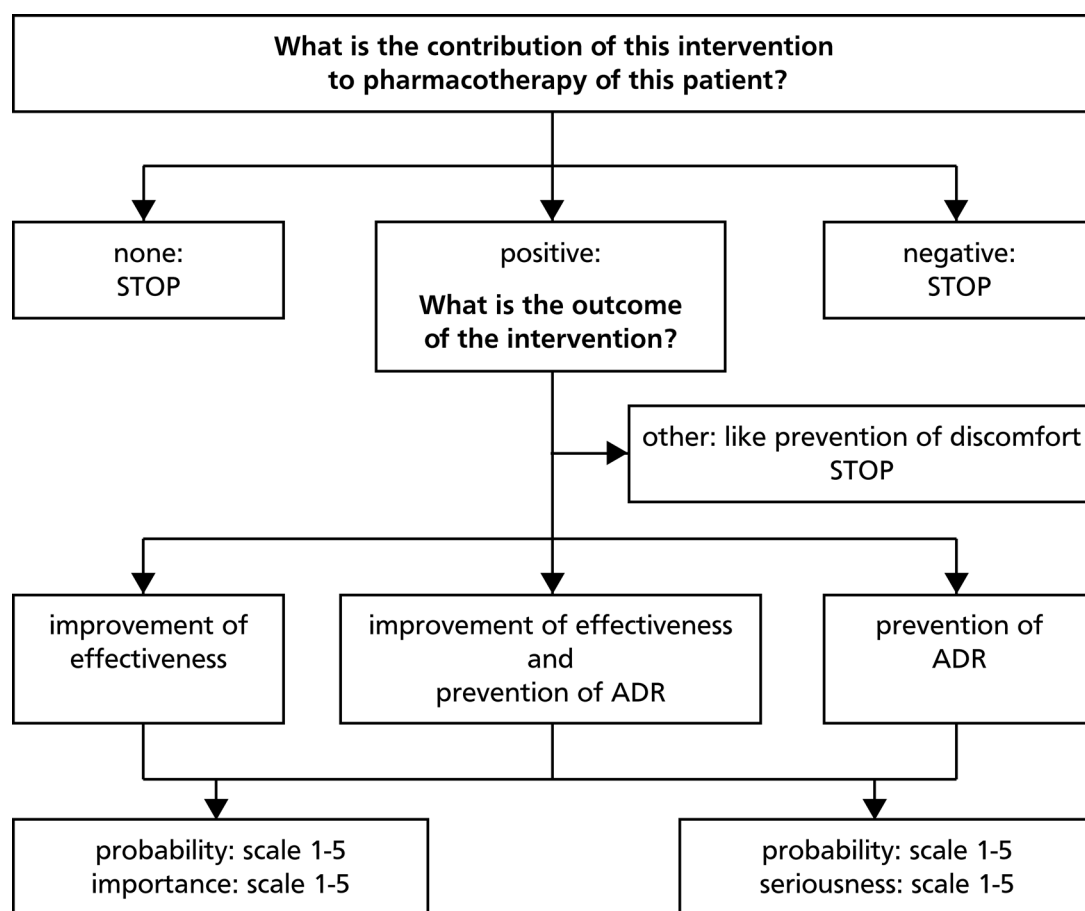 What is the contribution of this intervention
to pharmacotherapy of this patient?
none:
STOP
positive:
What is the outcome
of the intervention?
negative:
STOP
other: like prevention of discomfort
STOP
improvement of
effectiveness
improvement of effectiveness
and
prevention of ADR
prevention of
ADR
probability: scale 1-5
importance: scale 1-5
probability: scale 1-5
seriousness: scale 1-5